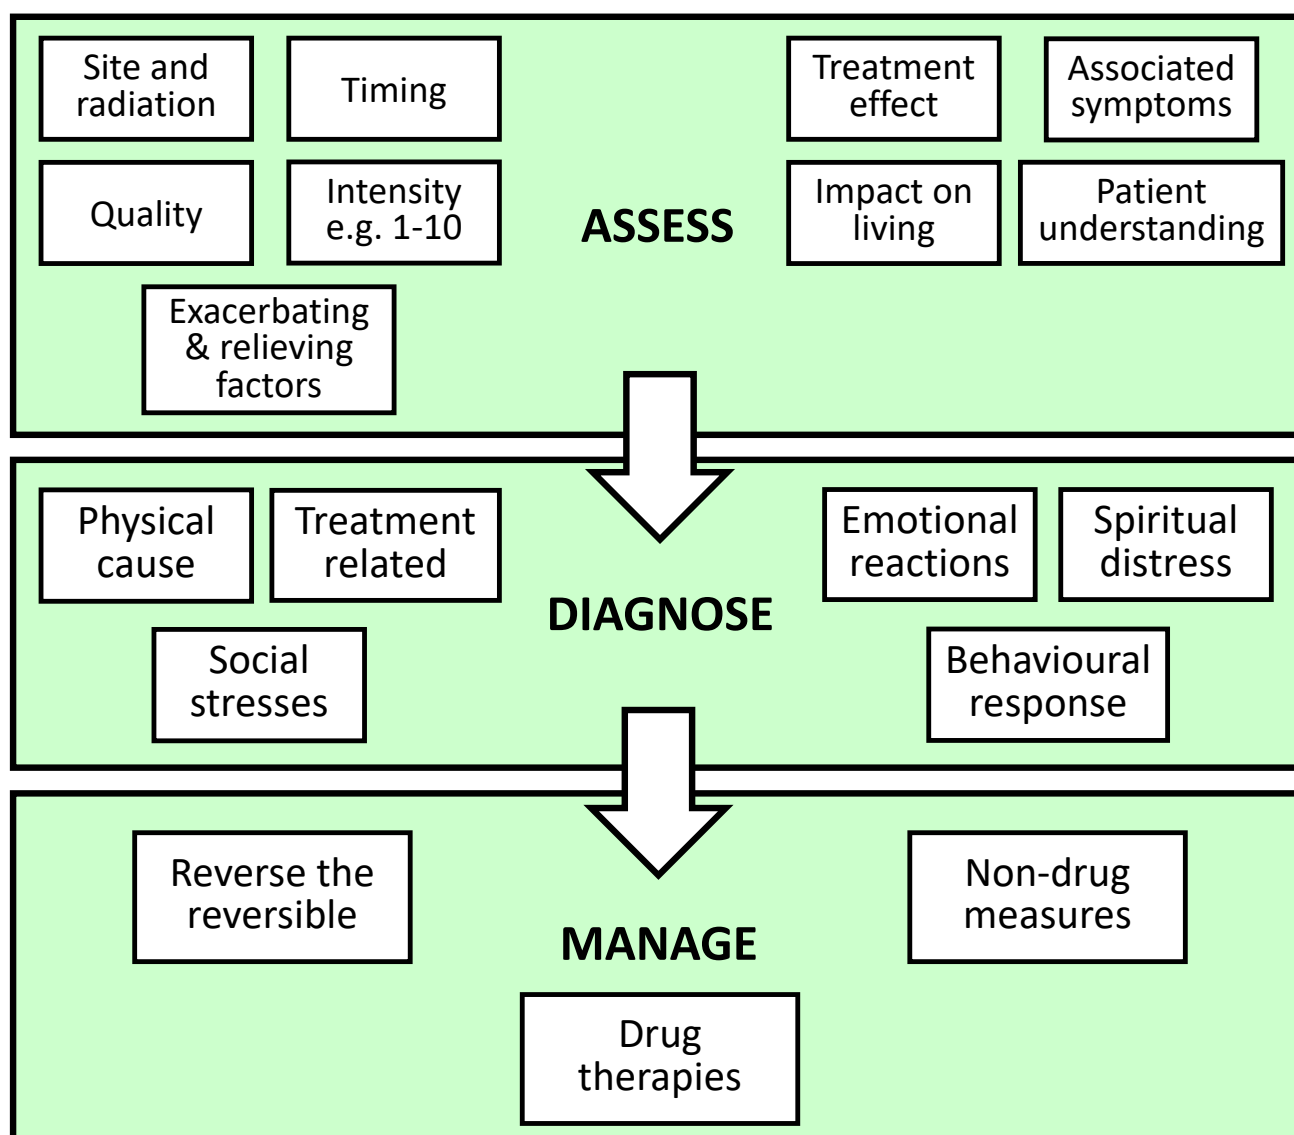 Site and
radiation
Timing
Treatment
effect
Associated
symptoms
Quality
Intensity
e.g. 1-10
ASSESS
Impact on
living
Patient
understanding
Exacerbating
& relieving
factors
Physical
cause
Treatment
related
Emotional
reactions
Spiritual
distress
DIAGNOSE
Social
stresses
Behavioural
response
Reverse the
reversible
Non-drug
measures
MANAGE
Drug
therapies